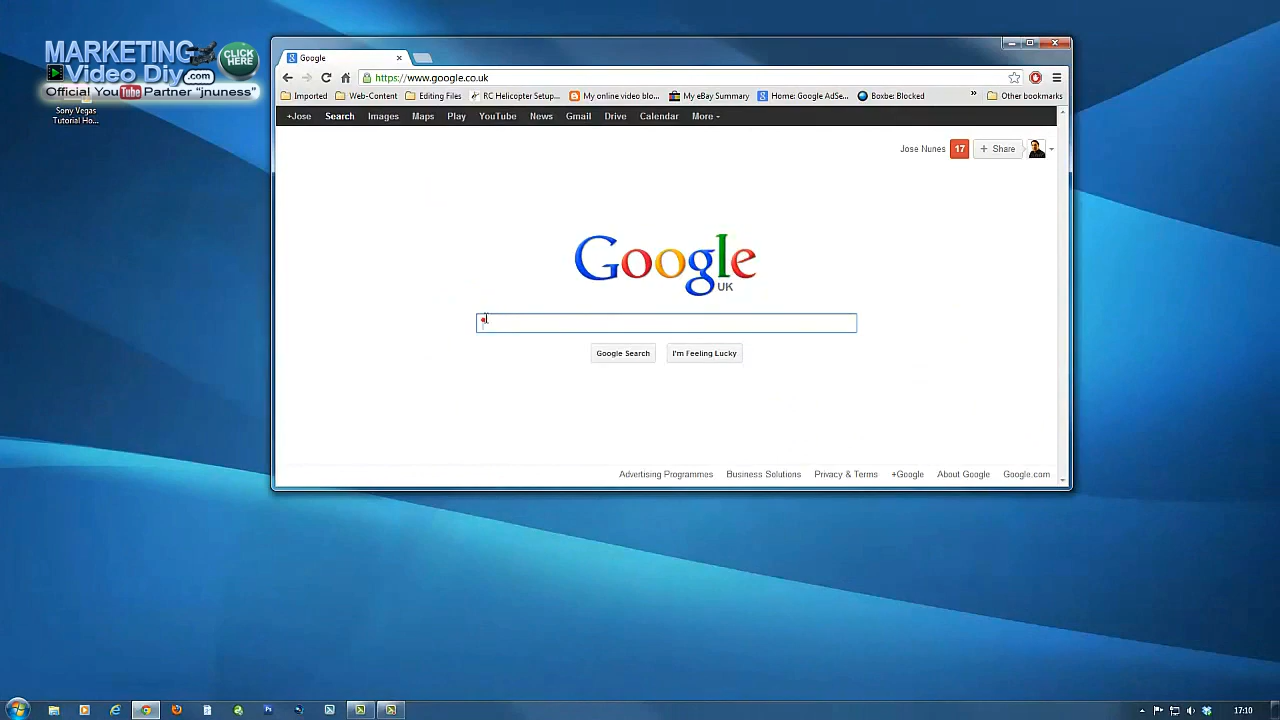 MARKETING
Video Diy.com
CLICK HERE
Official YouTube Partner "jnuness"
Sony Vegas
Tutorial Ho...
Google
https://www.google.co.uk
Imported Web-Content Editing Files RC Helicopter Setup... My online video blo... My eBay Summary Home: Google AdSe... Boxbe: Blocked » Other bookmarks
+Jose Search Images Maps Play YouTube News Gmail Drive Calendar More
Jose Nunes 17 + Share
Google
UK
Google Search I'm Feeling Lucky
Advertising Programmes Business Solutions Privacy & Terms +Google About Google Google.com
17:10